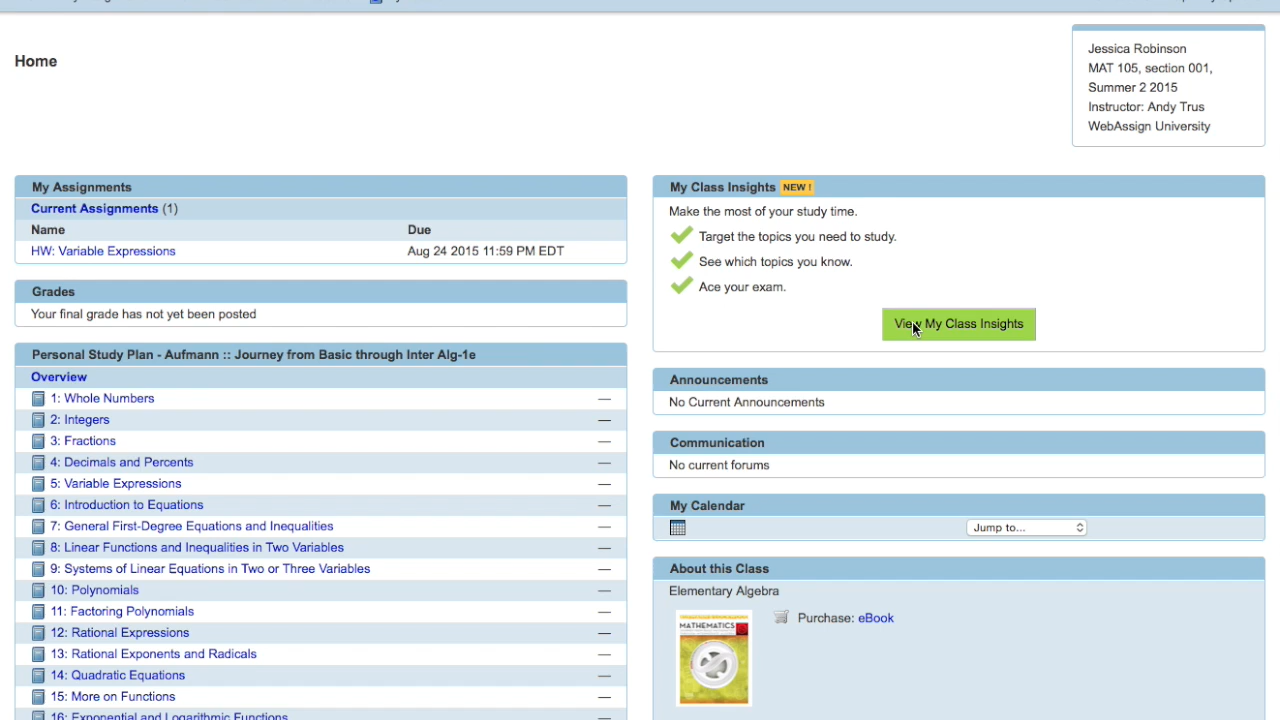 Home
Jessica Robinson
MAT 105, section 001,
Summer 2 2015
Instructor: Andy Trus
WebAssign University
My Assignments
Current Assignments (1)
Name Due
HW: Variable Expressions Aug 24 2015 11:59 PM EDT
Grades
Your final grade has not yet been posted
Personal Study Plan - Aufmann :: Journey from Basic through Inter Alg-1e
Overview
1: Whole Numbers —
2: Integers —
3: Fractions —
4: Decimals and Percents —
5: Variable Expressions —
6: Introduction to Equations —
7: General First-Degree Equations and Inequalities —
8: Linear Functions and Inequalities in Two Variables —
9: Systems of Linear Equations in Two or Three Variables —
10: Polynomials —
11: Factoring Polynomials —
12: Rational Expressions —
13: Rational Exponents and Radicals —
14: Quadratic Equations —
15: More on Functions —
16: Exponential and Logarithmic Functions —
My Class Insights NEW !
Make the most of your study time.
Target the topics you need to study.
See which topics you know.
Ace your exam.
View My Class Insights
Announcements
No Current Announcements
Communication
No current forums
My Calendar
Jump to...
About this Class
Elementary Algebra
MATHEMATICS
Purchase: eBook